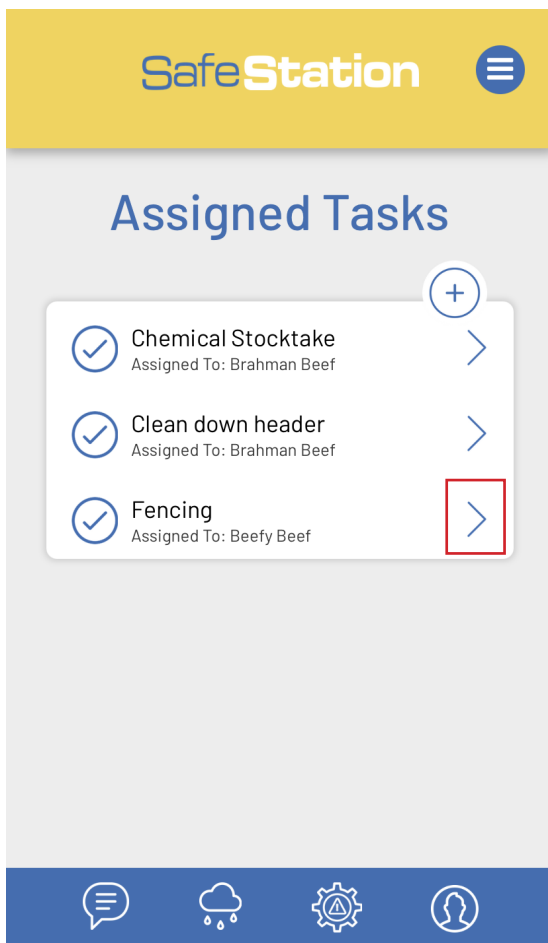 SafeStation
Assigned Tasks
Chemical Stocktake
Assigned To: Brahman Beef
Clean down header
Assigned To: Brahman Beef
Fencing
Assigned To: Beefy Beef